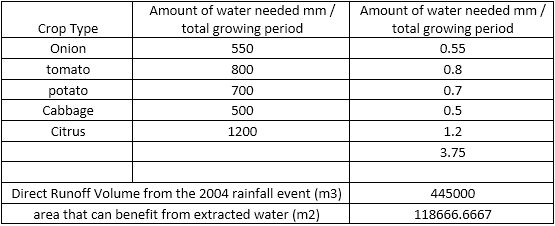 Crop Type	Amount of water needed mm / total growing period	Amount of water needed mm / total growing period
Onion	550	0.55
tomato	800	0.8
potato	700	0.7
Cabbage	500	0.5
Citrus	1200	1.2
3.75
Direct Runoff Volume from the 2004 rainfall event (m3)	445000
area that can benefit from extracted water (m2)	118666.6667